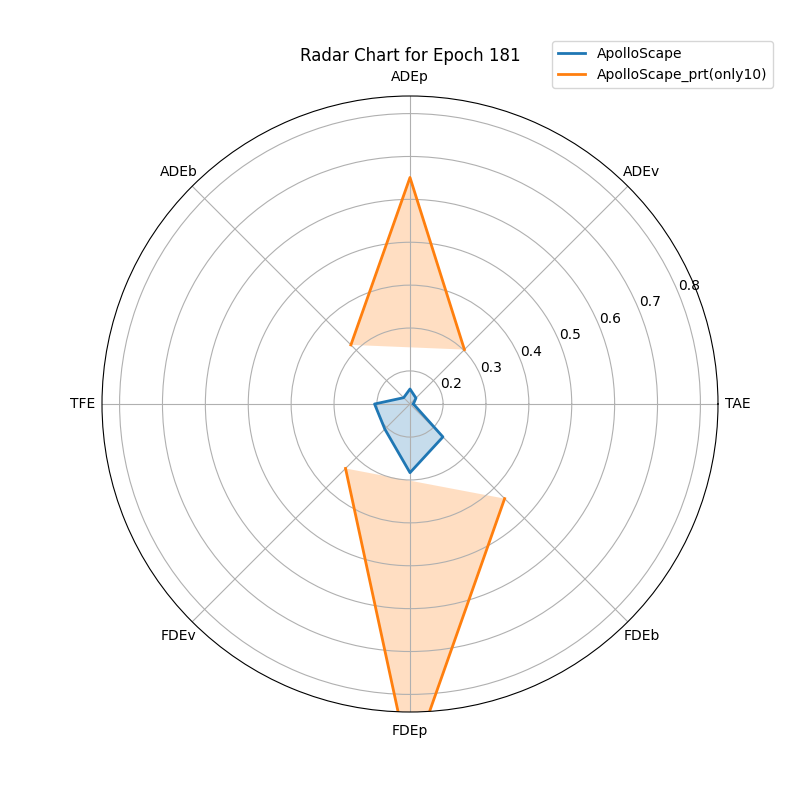 Radar Chart for Epoch 181
ApolloScape
ApolloScape_prt(only10)
ADEp
ADEb
ADEv
0.8
0.7
0.6
0.5
0.4
0.3
0.2
TFE
TAE
FDEv
FDEb
FDEp